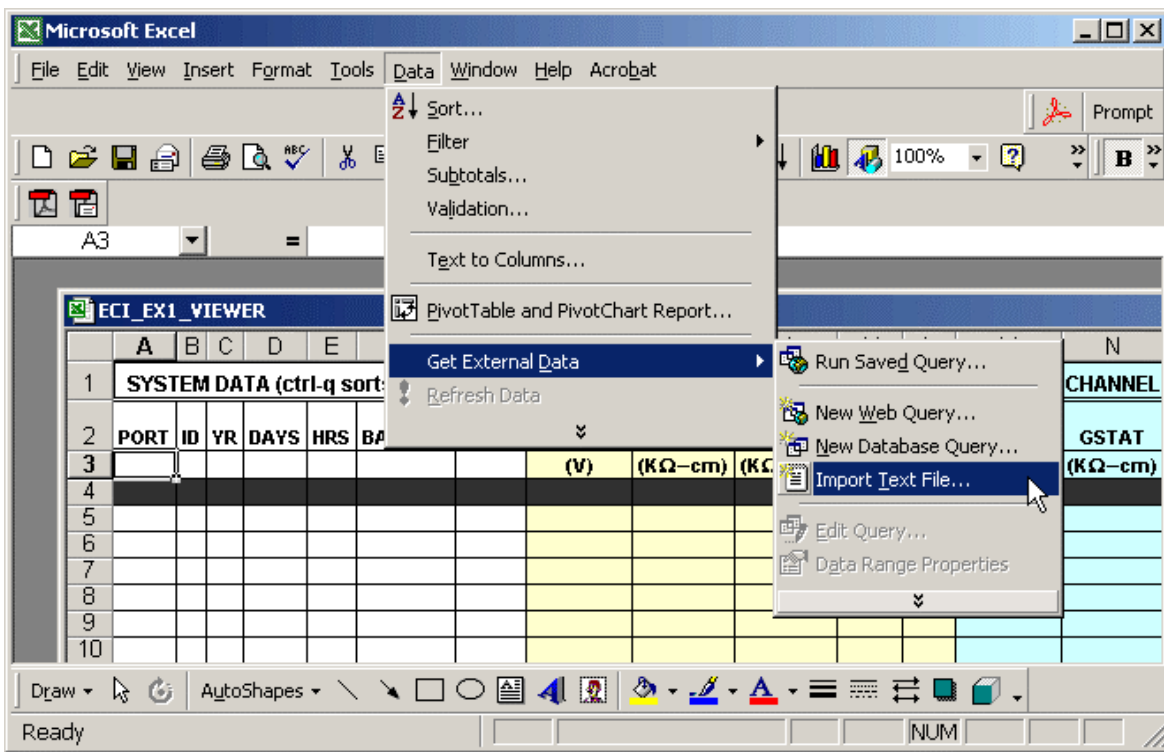 Microsoft Excel
File Edit View Insert Format Tools Data Window Help Acrobat
Prompt
ABC
100%
B
A3
=
Sort...
Filter
Subtotals...
Validation...
Text to Columns...
PivotTable and PivotChart Report...
Get External Data
Refresh Data
Run Saved Query...
New Web Query...
New Database Query...
Import Text File...
Edit Query...
Data Range Properties
ECI_EX1_VIEWER
A B C D E N
1 SYSTEM DATA (ctrl-q sort CHANNEL
2 PORT ID YR DAYS HRS BA GSTAT
3 (V) (KΩ-cm) (KΩ (KΩ-cm)
4
5
6
7
8
9
10
Draw AutoShapes
Ready NUM